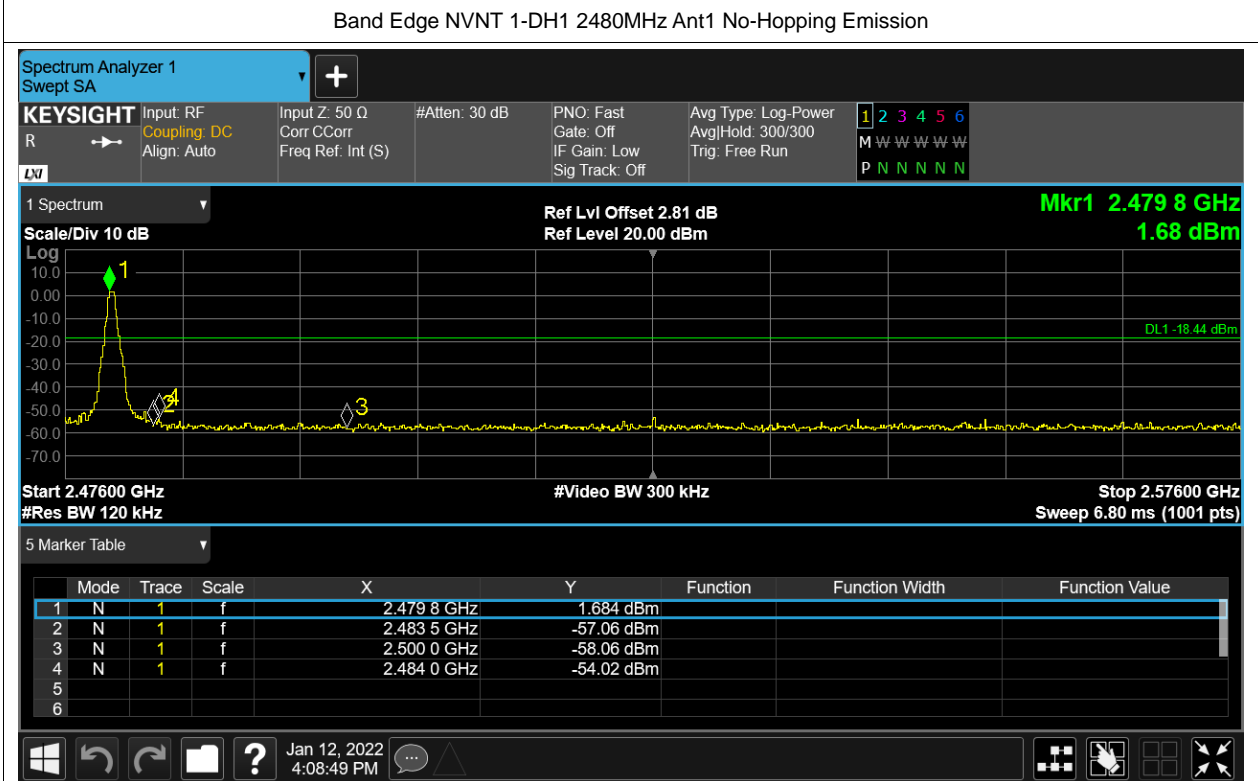 Band Edge NVNT 1-DH1 2480MHz Ant1 No-Hopping Emission
Spectrum Analyzer 1
Swept SA
+
KEYSIGHT
R
LXI
Input: RF
Coupling: DC
Align: Auto
Input Z: 50 Ω
Corr CCorr
Freq Ref: Int (S)
#Atten: 30 dB
PNO: Fast
Gate: Off
IF Gain: Low
Sig Track: Off
Avg Type: Log-Power
Avg|Hold: 300/300
Trig: Free Run
1 2 3 4 5 6
M W W W W W
P N N N N N
1 Spectrum
Scale/Div 10 dB
Ref Lvl Offset 2.81 dB
Ref Level 20.00 dBm
Mkr1 2.479 8 GHz
1.68 dBm
Log
10.0
0.00
-10.0
-20.0
-30.0
-40.0
-50.0
-60.0
-70.0
1
2
4
3
DL1 -18.44 dBm
Start 2.47600 GHz
#Res BW 120 kHz
#Video BW 300 kHz
Stop 2.57600 GHz
Sweep 6.80 ms (1001 pts)
5 Marker Table
Mode Trace Scale X Y Function Function Width Function Value
1 N 1 f 2.479 8 GHz 1.684 dBm
2 N 1 f 2.483 5 GHz -57.06 dBm
3 N 1 f 2.500 0 GHz -58.06 dBm
4 N 1 f 2.484 0 GHz -54.02 dBm
5
6
?
Jan 12, 2022
4:08:49 PM